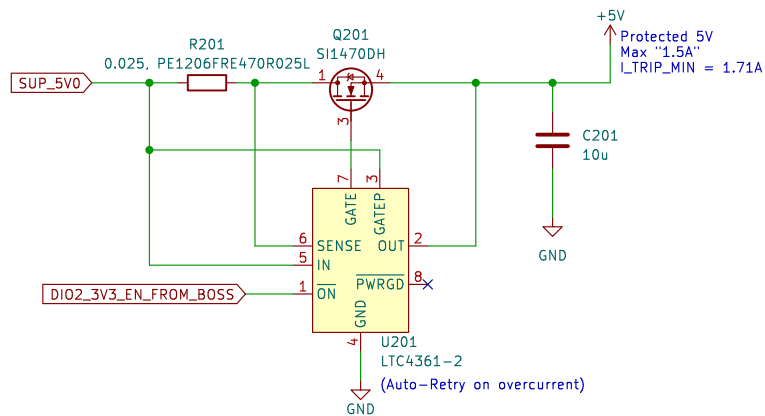 +5V
Protected 5V
Max "1.5A"
I_TRIP_MIN = 1.71A
R201
0.025, PE1206FRE470R025L
Q201
SI1470DH
SUP_5V0
1
4
3
C201
10u
GND
7
3
GATE
GATEP
6
SENSE
OUT
2
5
IN
DIO2_3V3_EN_FROM_BOSS
1
ON
PWRGD
8
GND
4
U201
LTC4361-2
(Auto-Retry on overcurrent)
GND